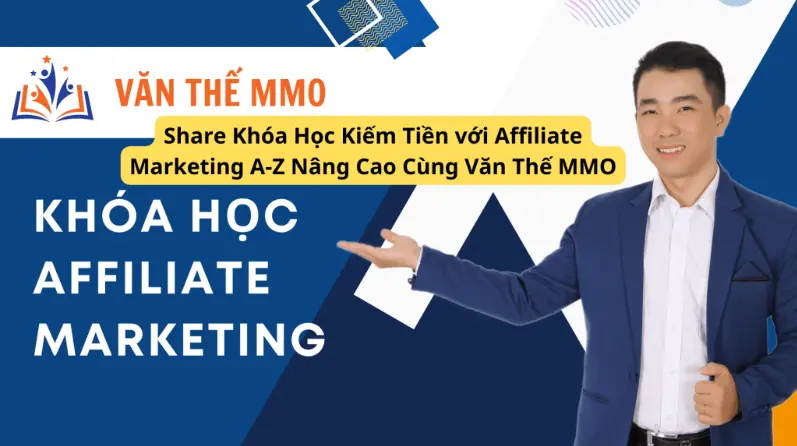 VĂN THẾ MMO
Share Khóa Học Kiếm Tiền với Affiliate
Marketing A-Z Nâng Cao Cùng Văn Thế MMO
KHÓA HỌC
AFFILIATE
MARKETING